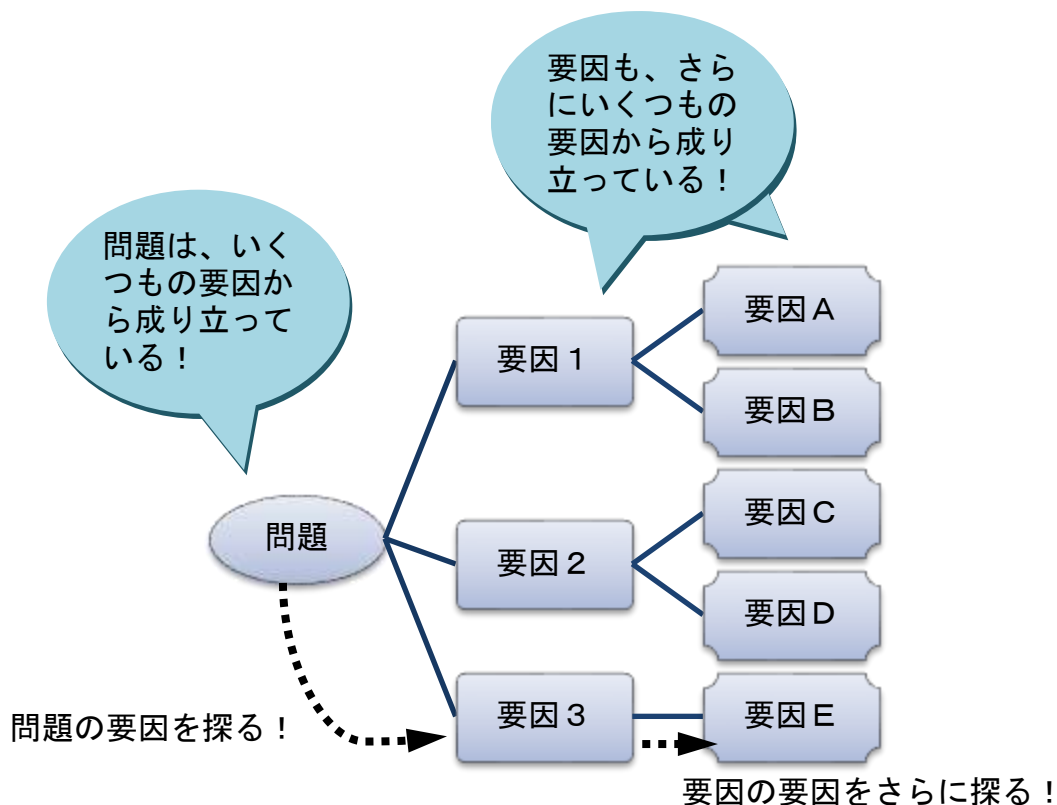 要因も、さら
にいくつもの
要因から成り
立っている！
問題は、いく
つもの要因か
ら成り立って
いる！
要因Ａ
要因１
要因Ｂ
要因Ｃ
問題
要因２
要因Ｄ
要因３
要因Ｅ
問題の要因を探る！
要因の要因をさらに探る！